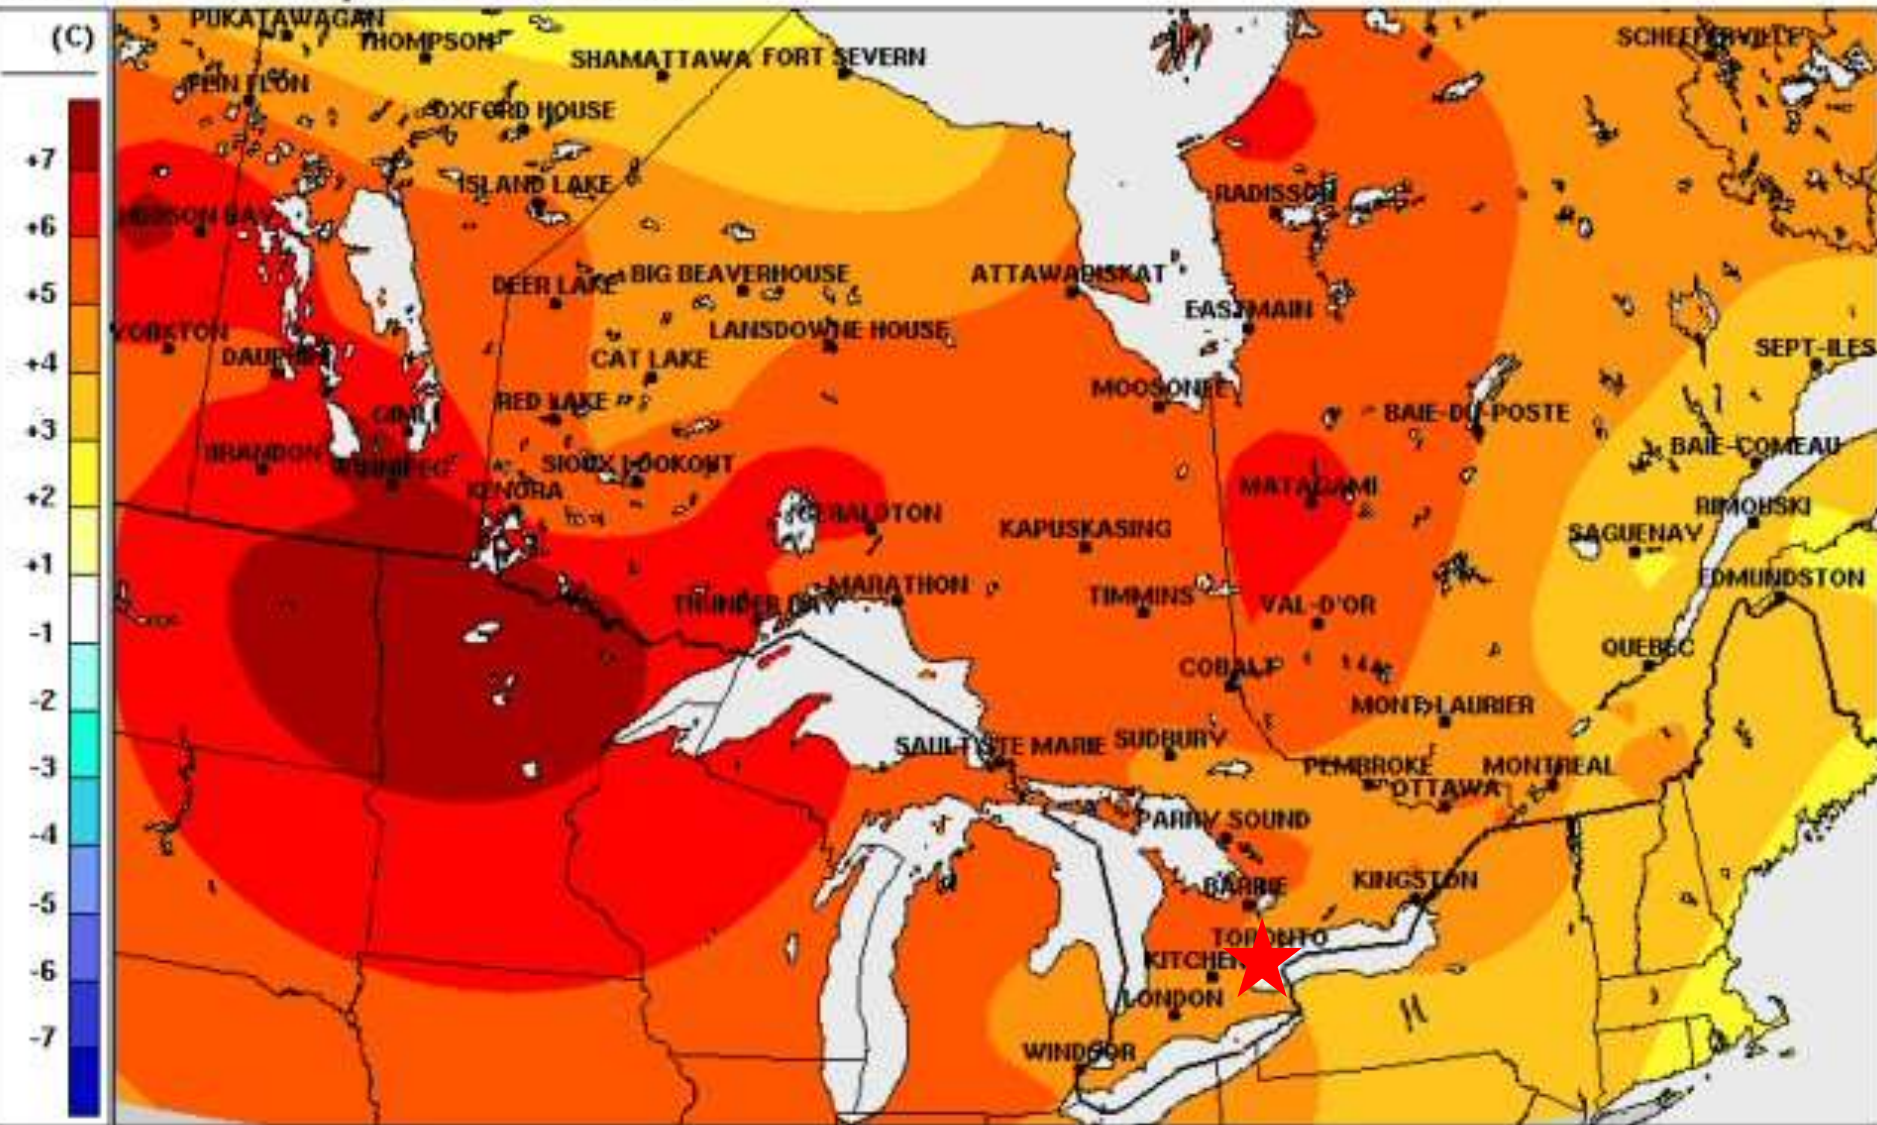 PUKATAWAGAN
(C)
THOMPSON
SCHEFFERVILLE
SHAMATTAWA
FORT SEVERN
FLIN FLON
OXFORD HOUSE
+7
ISLAND LAKE
RADISSON
HUDSON BAY
+6
DEER LAKE
BIG BEAVERHOUSE
ATTAWAPISKAT
+5
EASTMAIN
YORKTON
LANSDOWNE HOUSE
DAUPHIN
CAT LAKE
SEPT-ILES
+4
MOOSONEE
RED LAKE
GIMLI
BAIE-DU-POSTE
+3
BRANDON
WINNIPEG
SIOUX LOOKOUT
BAIE-COMEAU
KENORA
MATAGAMI
+2
GERALDTON
KAPUSKASING
RIMOUSKI
SAGUENAY
+1
MARATHON
EDMUNDSTON
THUNDER BAY
TIMMINS
VAL-D'OR
-1
QUEBEC
COBALT
-2
MONT-LAURIER
SAULT STE MARIE
SUDBURY
-3
PEMBROKE
MONTREAL
OTTAWA
PARRY SOUND
-4
BARRIE
KINGSTON
-5
TORONTO
KITCHEN
-6
LONDON
-7
WINDSOR